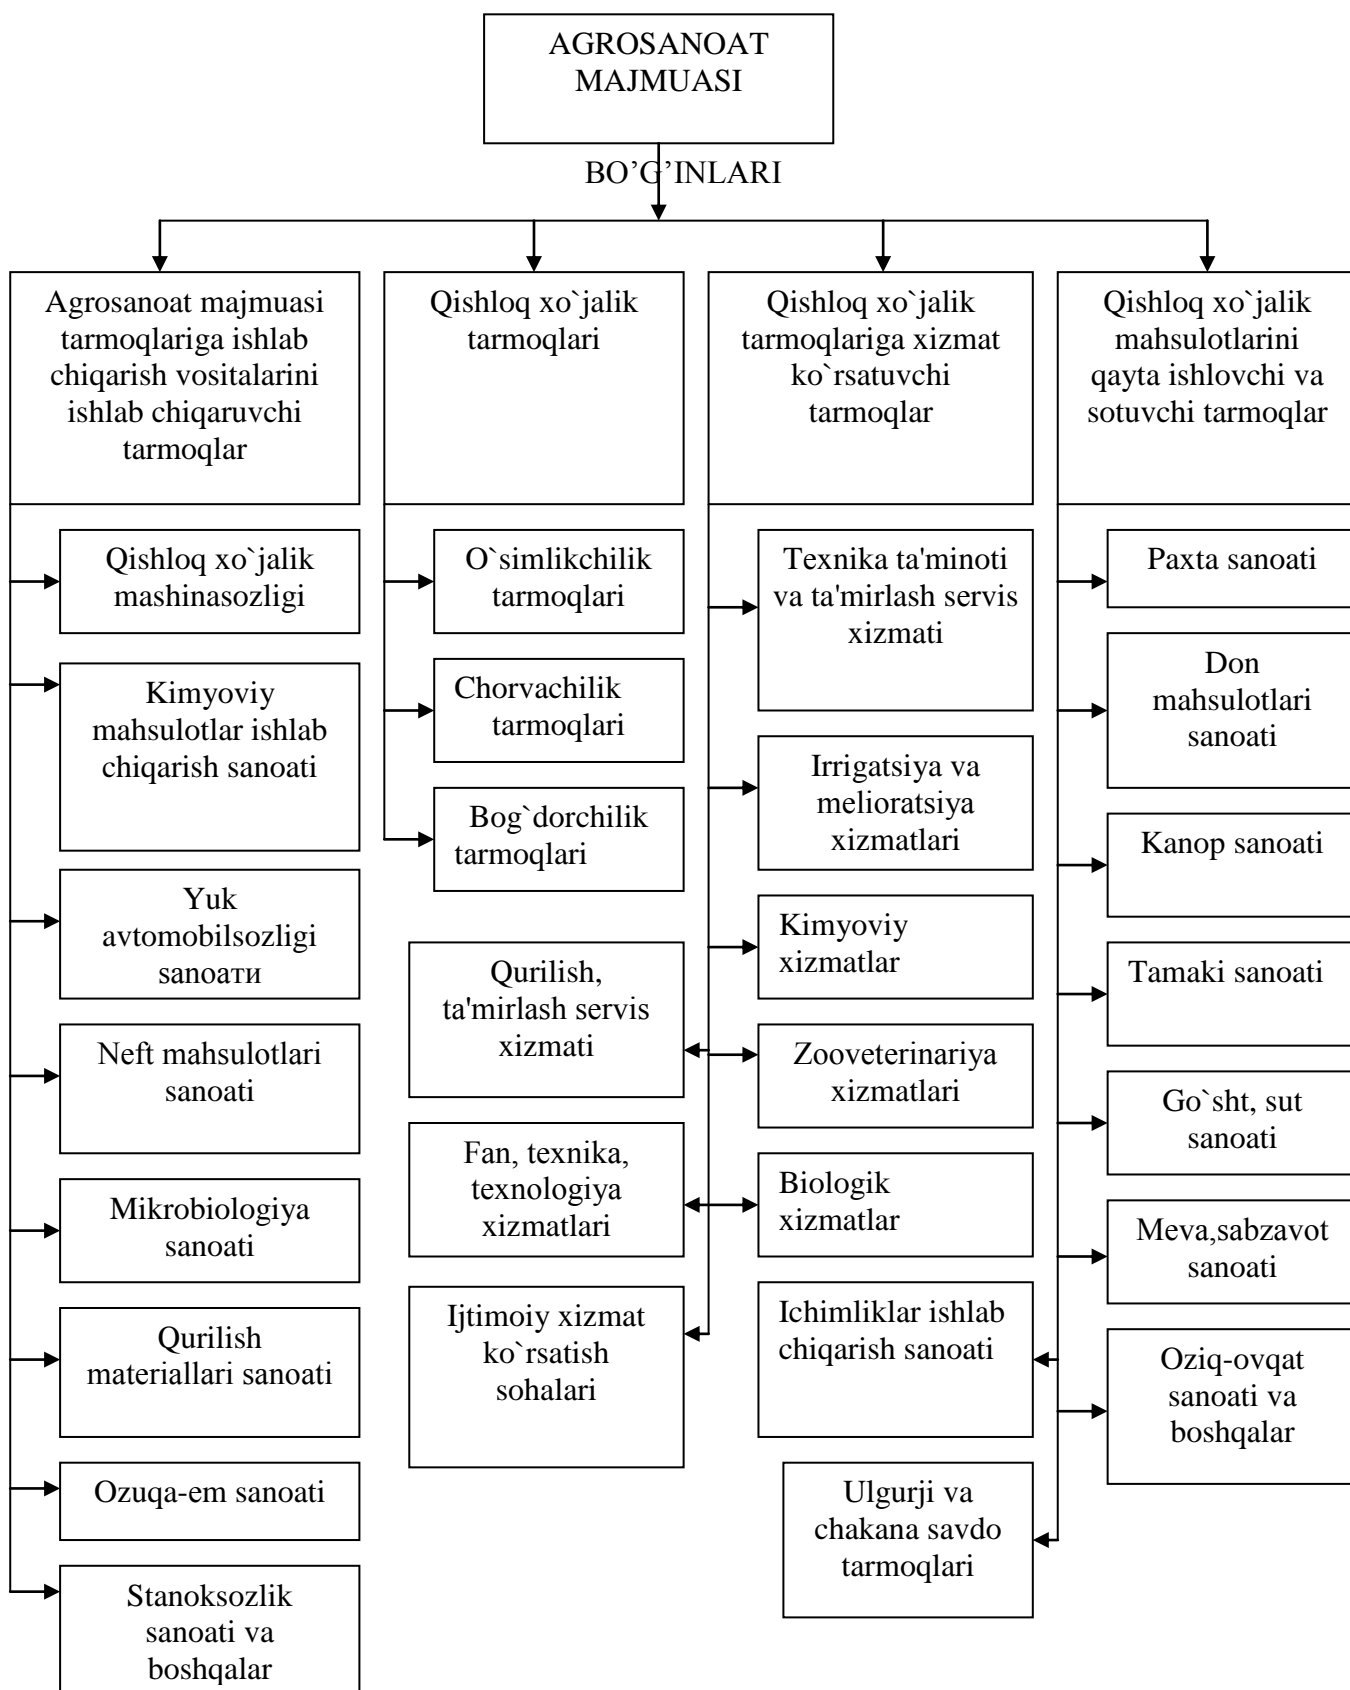 AGROSANOAT
MAJMUASI
BO’G’INLARI
Agrosanoat majmuasi
tarmoqlariga ishlab
chiqarish vositalarini
ishlab chiqaruvchi
tarmoqlar
Qishloq xo`jalik
mashinasozligi
Kimyoviy
mahsulotlar ishlab
chiqarish sanoati
Yuk
avtomobilsozligi
sanoати
Neft mahsulotlari
sanoati
Mikrobiologiya
sanoati
Qurilish
materiallari sanoati
Ozuqa-em sanoati
Stanoksozlik
sanoati va
boshqalar
Qishloq xo`jalik
tarmoqlari
O`simlikchilik
tarmoqlari
Chorvachilik
tarmoqlari
Bog`dorchilik
tarmoqlari
Qishloq xo`jalik
tarmoqlariga xizmat
ko`rsatuvchi
tarmoqlar
Texnika ta'minoti
va ta'mirlash servis
xizmati
Irrigatsiya va
melioratsiya
xizmatlari
Kimyoviy
xizmatlar
Qurilish,
ta'mirlash servis
xizmati
Zooveterinariya
xizmatlari
Fan, texnika,
texnologiya
xizmatlari
Biologik
xizmatlar
Ijtimoiy xizmat
ko`rsatish
sohalari
Qishloq xo`jalik
mahsulotlarini
qayta ishlovchi va
sotuvchi tarmoqlar
Paxta sanoati
Don
mahsulotlari
sanoati
Kanop sanoati
Tamaki sanoati
Go`sht, sut
sanoati
Meva,sabzavot
sanoati
Ichimliklar ishlab
chiqarish sanoati
Oziq-ovqat
sanoati va
boshqalar
Ulgurji va
chakana savdo
tarmoqlari